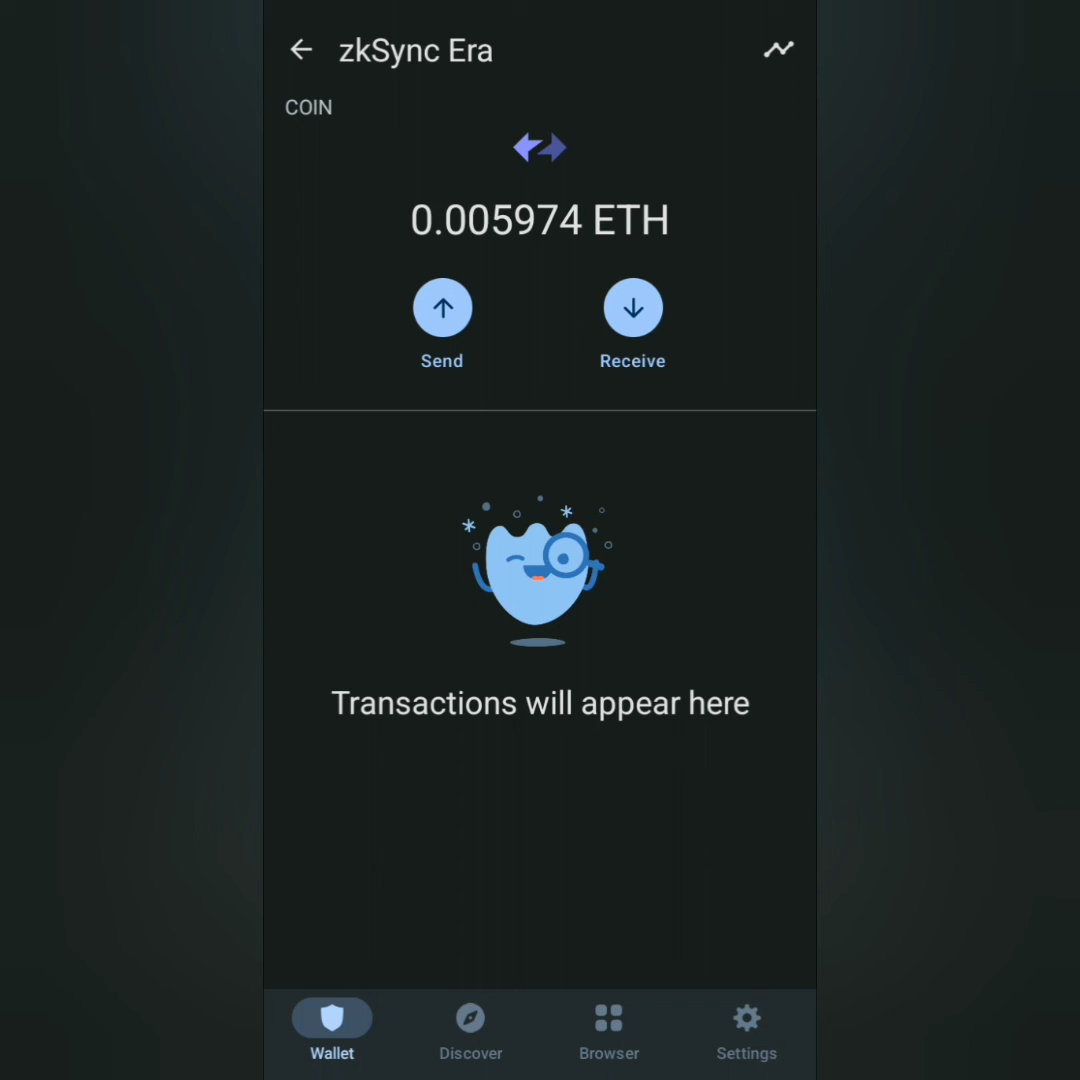 zkSync Era
COIN
0.005974 ETH
Send
Receive
Transactions will appear here
Wallet
Discover
Browser
Settings